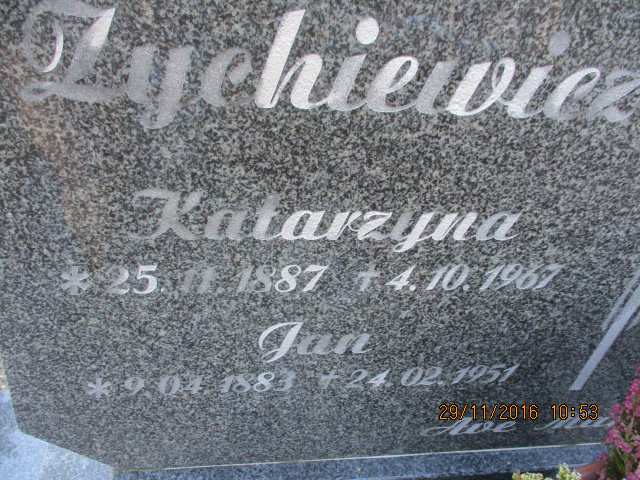 Zychiewicz
Katarzyna
* 25. 11. 1887 † 4. 10. 1967
Jan
* 9. 04. 1883 † 24. 02. 1951
29/11/2016 10:53
Ave